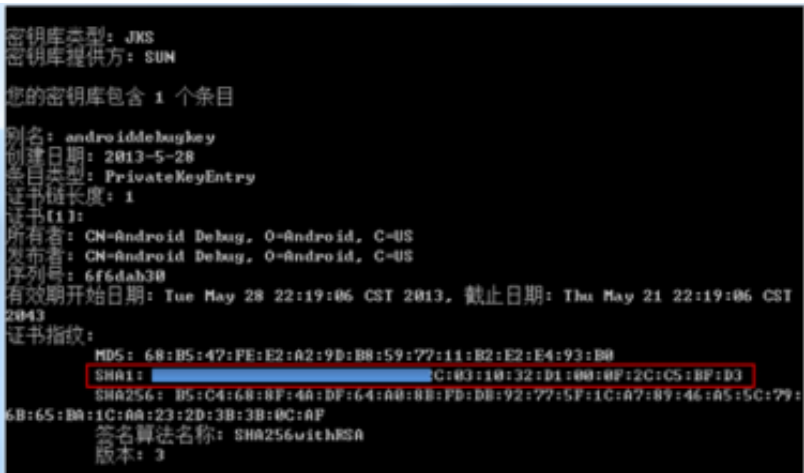 密钥库类型: JKS
密钥库提供方: SUN
您的密钥库包含 1 个条目
别名: androiddebugkey
创建日期: 2013-5-28
条目类型: PrivateKeyEntry
证书链长度: 1
证书[1]:
所有者: CN=Android Debug, O=Android, C=US
发布者: CN=Android Debug, O=Android, C=US
序列号: 6f6dab30
有效期开始日期: Tue May 28 22:19:06 CST 2013, 截止日期: Thu May 21 22:19:06 CST
2043
证书指纹:
MD5: 68:B5:47:FE:E2:A2:9D:B8:59:77:11:B2:E2:E4:93:B0
SHA1: C:03:10:32:D1:00:0F:2C:C5:BF:D3
SHA256: B5:C4:68:8F:4A:DF:64:A0:8B:FD:DB:92:77:5F:1C:A7:89:46:A5:5C:79:
6B:65:BA:1C:AA:23:2D:3B:3B:0C:AF
签名算法名称: SHA256withRSA
版本: 3